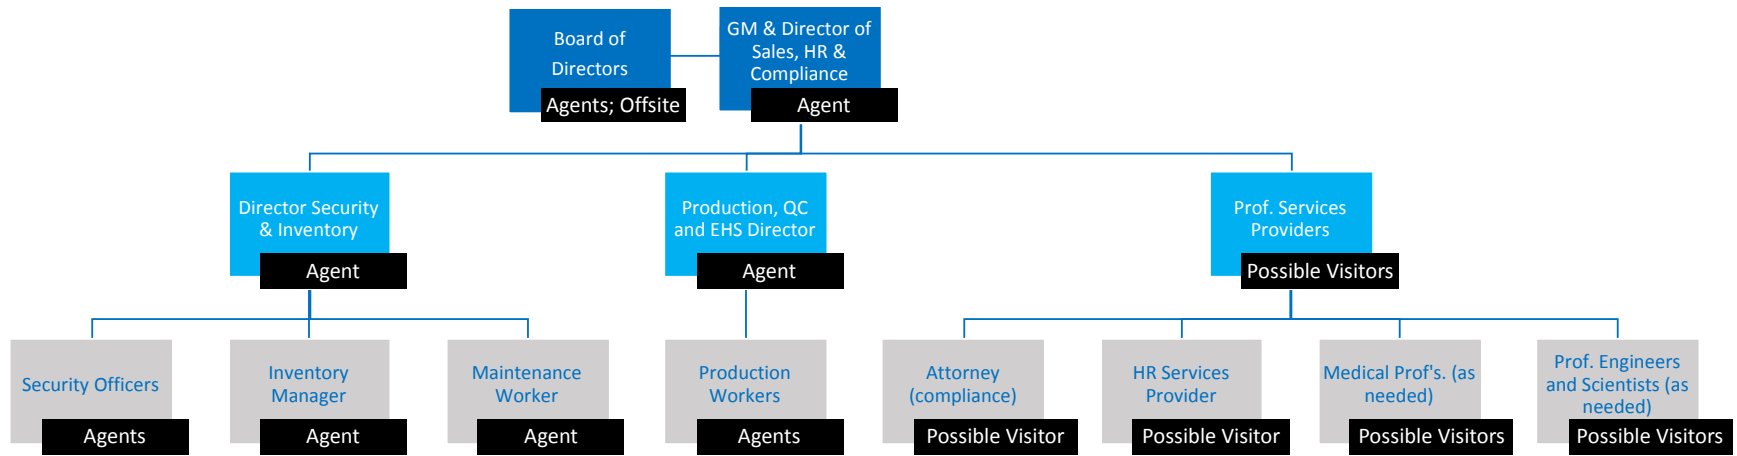 Board of
Directors
Agents; Offsite
GM & Director of
Sales, HR &
Compliance
Agent
Director Security
& Inventory
Agent
Production, QC
and EHS Director
Agent
Prof. Services
Providers
Possible Visitors
Security Officers
Agents
Inventory
Manager
Agent
Maintenance
Worker
Agent
Production
Workers
Agents
Attorney
(compliance)
Possible Visitor
HR Services
Provider
Possible Visitor
Medical Prof's. (as
needed)
Possible Visitors
Prof. Engineers
and Scientists (as
needed)
Possible Visitors